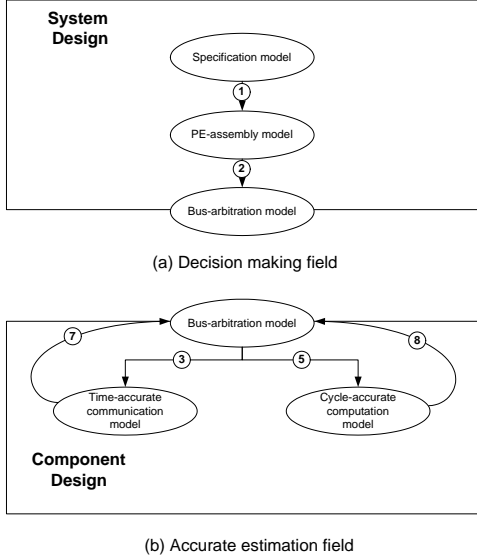 System
Design
Specification model
1
PE-assembly model
2
Bus-arbitration model
(a) Decision making field
Bus-arbitration model
7
8
3
5
Time-accurate
communication
model
Cycle-accurate
computation
model
Component
Design
(b) Accurate estimation field